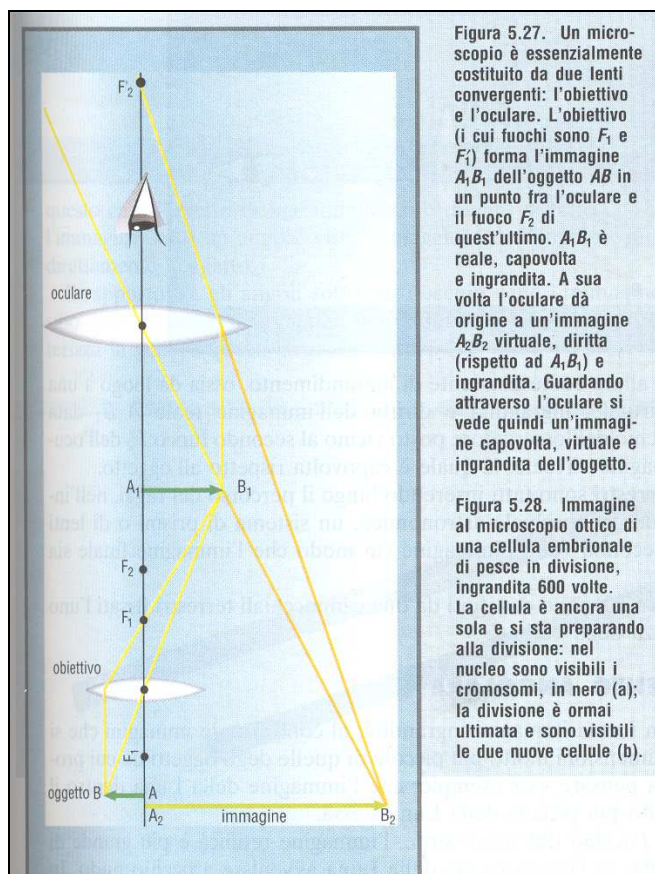 F₂′
oculare
A₁
B₁
F₂
F₁′
obiettivo
F₁
oggetto B
A
A₂
immagine
B₂
Figura 5.27. Un micro-
scopio è essenzialmente
costituito da due lenti
convergenti: l'obiettivo
e l'oculare. L'obiettivo
(i cui fuochi sono F₁ e
F₁′) forma l'immagine
A₁B₁ dell'oggetto AB in
un punto fra l'oculare e
il fuoco F₂ di
quest'ultimo. A₁B₁ è
reale, capovolta
e ingrandita. A sua
volta l'oculare dà
origine a un'immagine
A₂B₂ virtuale, diritta
(rispetto ad A₁B₁) e
ingrandita. Guardando
attraverso l'oculare si
vede quindi un'immagi-
ne capovolta, virtuale e
ingrandita dell'oggetto.
Figura 5.28. Immagine
al microscopio ottico di
una cellula embrionale
di pesce in divisione,
ingrandita 600 volte.
La cellula è ancora una
sola e si sta preparando
alla divisione: nel
nucleo sono visibili i
cromosomi, in nero (a);
la divisione è ormai
ultimata e sono visibili
le due nuove cellule (b).